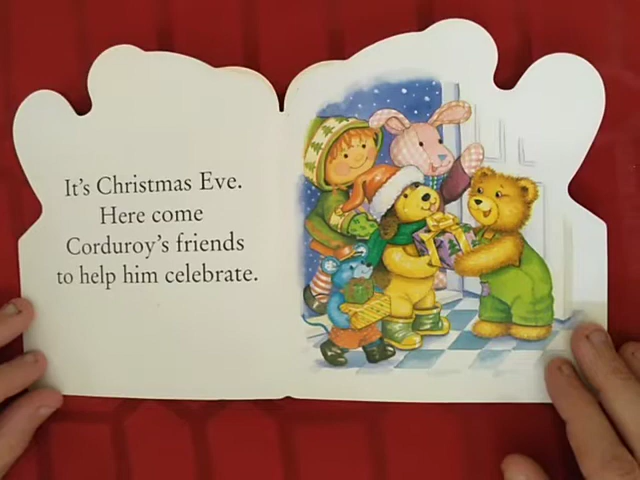 It's Christmas Eve.
Here come
Corduroy's friends
to help him celebrate.